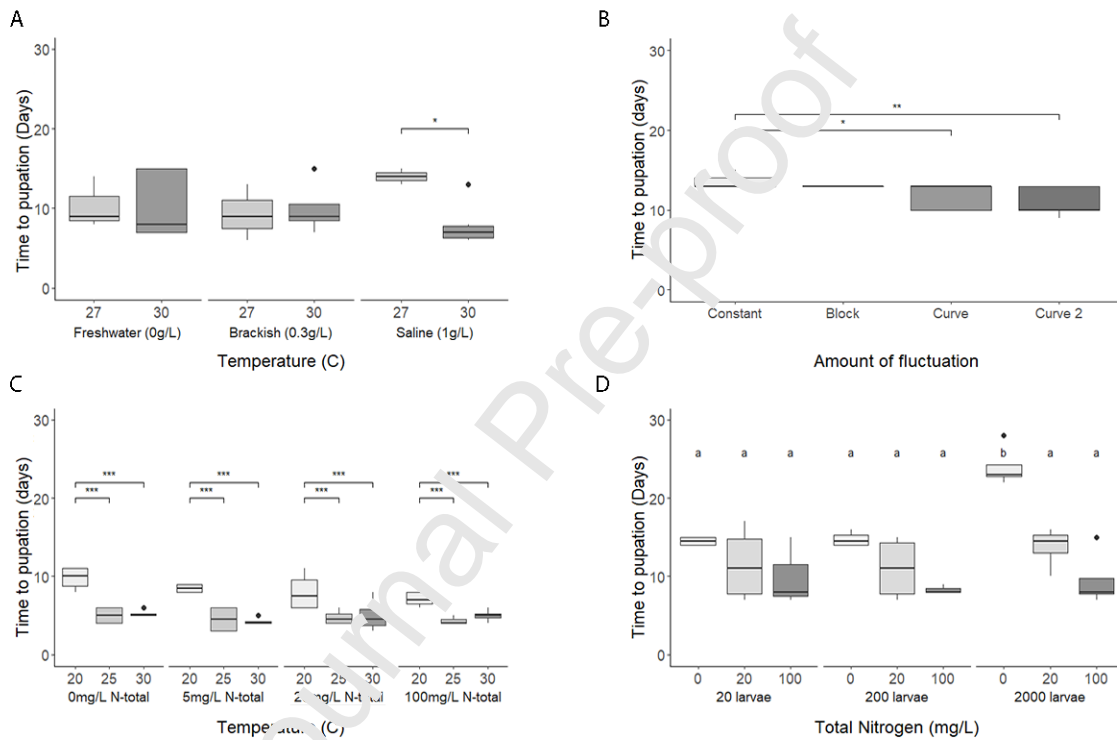 A
Time to pupation (Days)
30
20
10
0
*
27 30 27 30 27 30
Freshwater (0g/L) Brackish (0.3g/L) Saline (1g/L)
Temperature (C)
B
Time to pupation (days)
30
20
10
0
**
*
Constant Block Curve Curve 2
Amount of fluctuation
C
Time to pupation (days)
30
20
10
0
*** *** *** ***
*** *** *** ***
20 25 30 20 25 30 20 25 30 20 25 30
0mg/L N-total 5mg/L N-total N-total 100mg/L N-total
Temperature (C)
D
Time to pupation (Days)
30
20
10
0
a a a a a a b a a
0 20 100 0 20 100 0 20 100
20 larvae 200 larvae 2000 larvae
Total Nitrogen (mg/L)
Journal Pre-proof